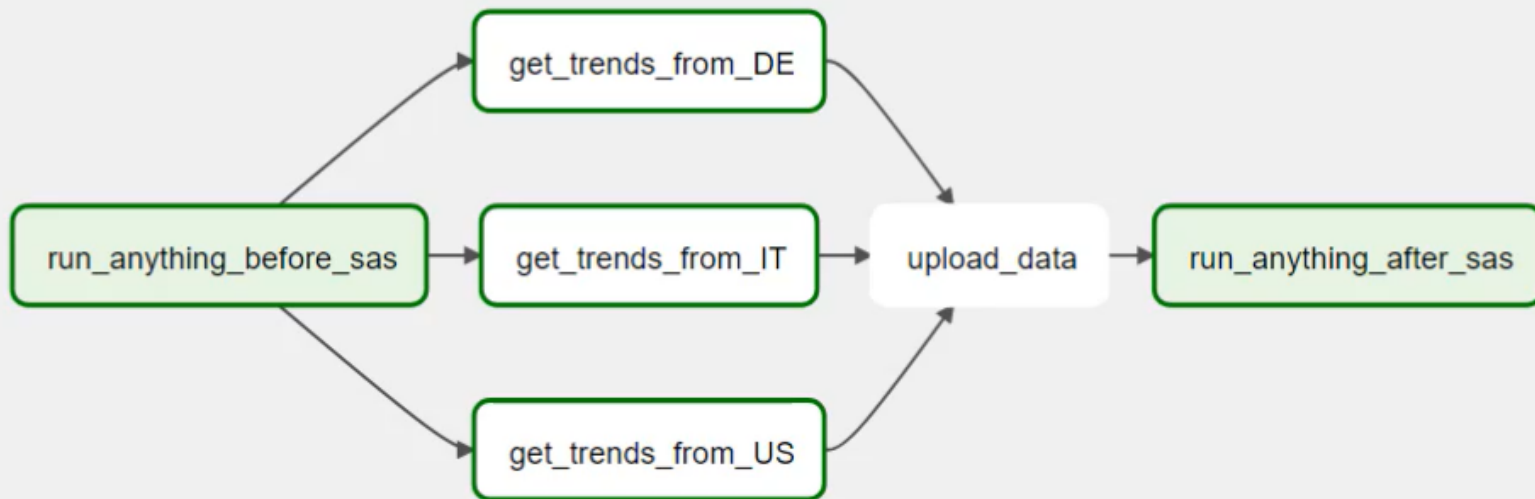 get_trends_from_DE
run_anything_before_sas
get_trends_from_IT
upload_data
run_anything_after_sas
get_trends_from_US